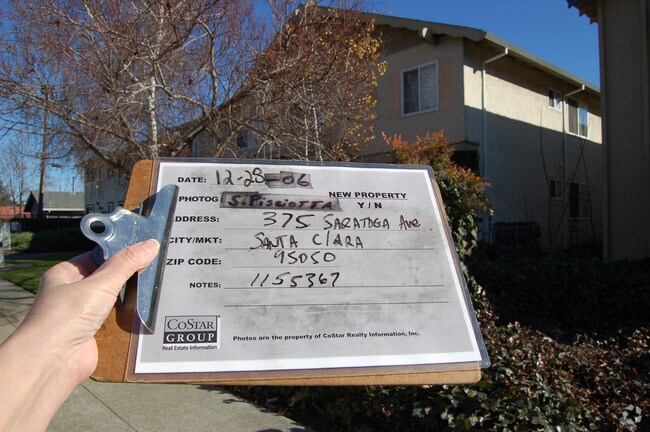 DATE: 12-28-06
NEW PROPERTY
PHOTOG S. Pisciotta Y / N
ADDRESS: 375 SARATOGA Ave
CITY/MKT: SANTA ClARA
ZIP CODE: 95050
NOTES: 1155367
COSTAR
GROUP
Real Estate Information
Photos are the property of CoStar Realty Information, Inc.